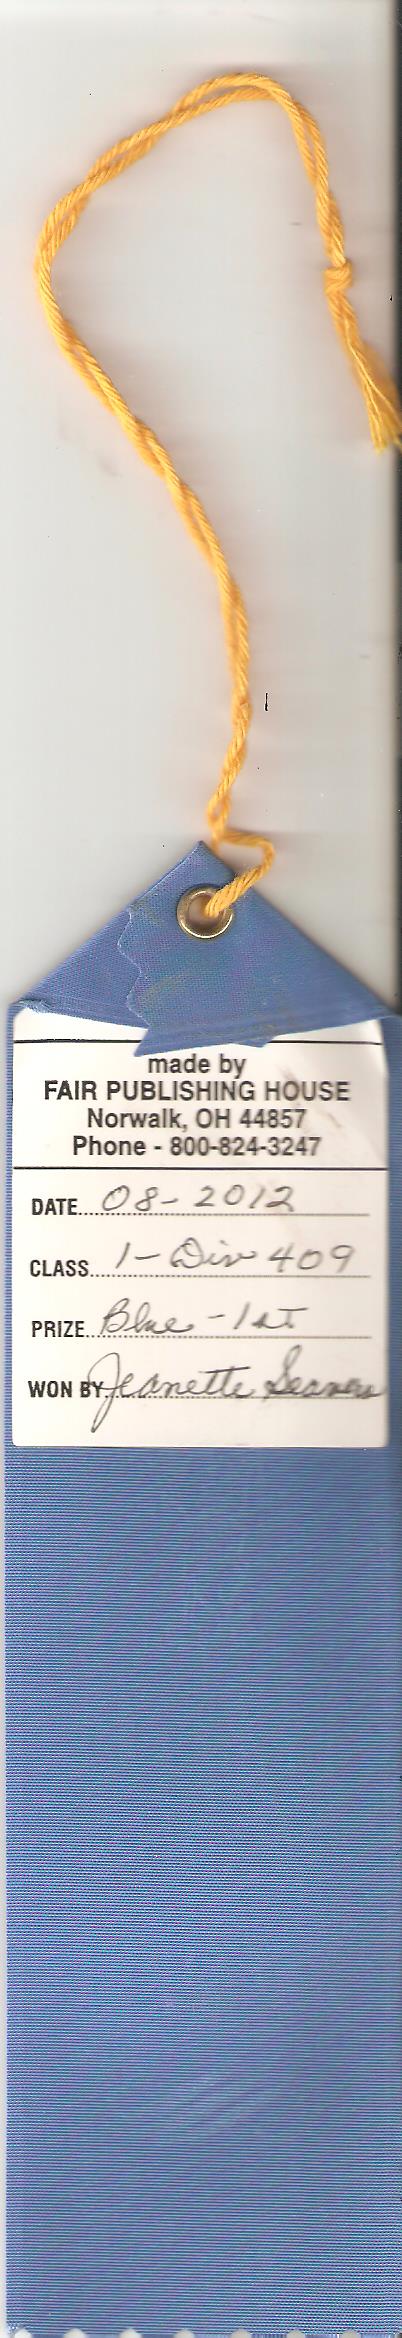 made by
FAIR PUBLISHING HOUSE
Norwalk, OH 44857
Phone - 800-824-3247
DATE 08-2012
CLASS 1-Div 409
PRIZE Blue-1st
WON BY Jeanette Seavers